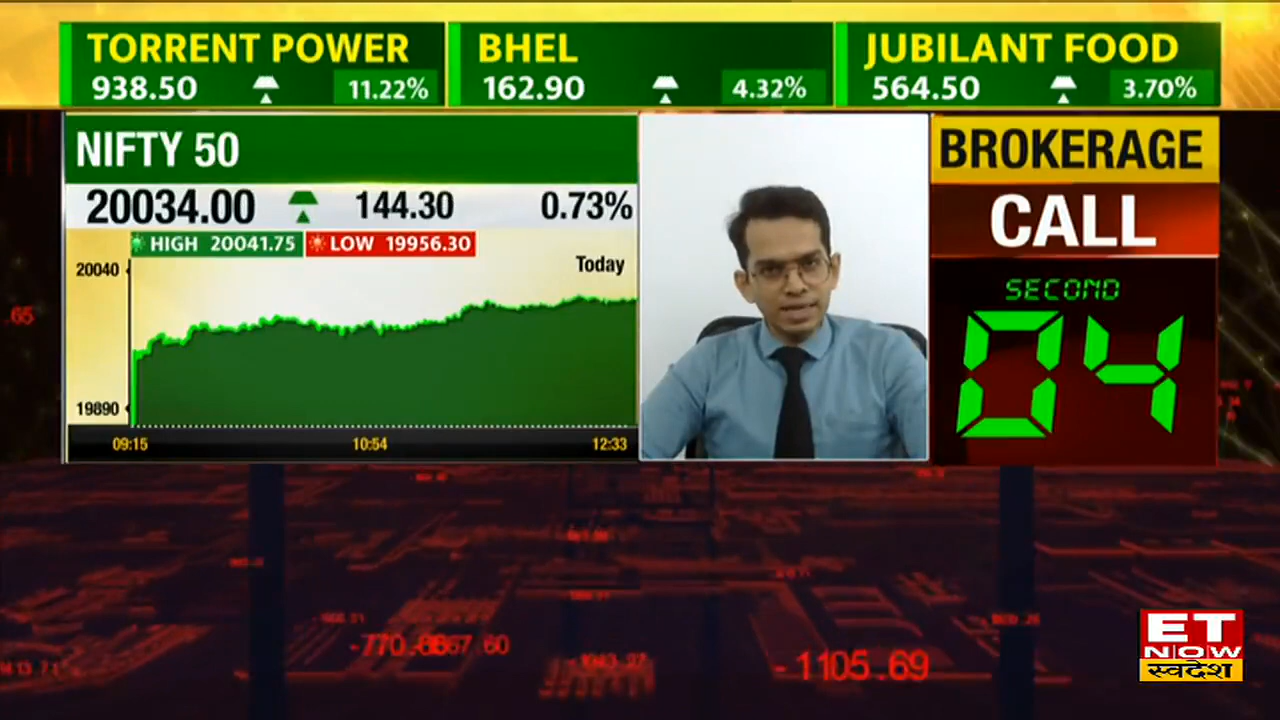 TORRENT POWER
938.50 11.22%
BHEL
162.90 4.32%
JUBILANT FOOD
564.50 3.70%
NIFTY 50
20034.00 144.30 0.73%
HIGH 20041.75 LOW 19956.30
Today
20040
19890
09:15 10:54 12:33
BROKERAGE
CALL
SECOND
04
.65
-1105.69
ET
NOW
स्वदेश